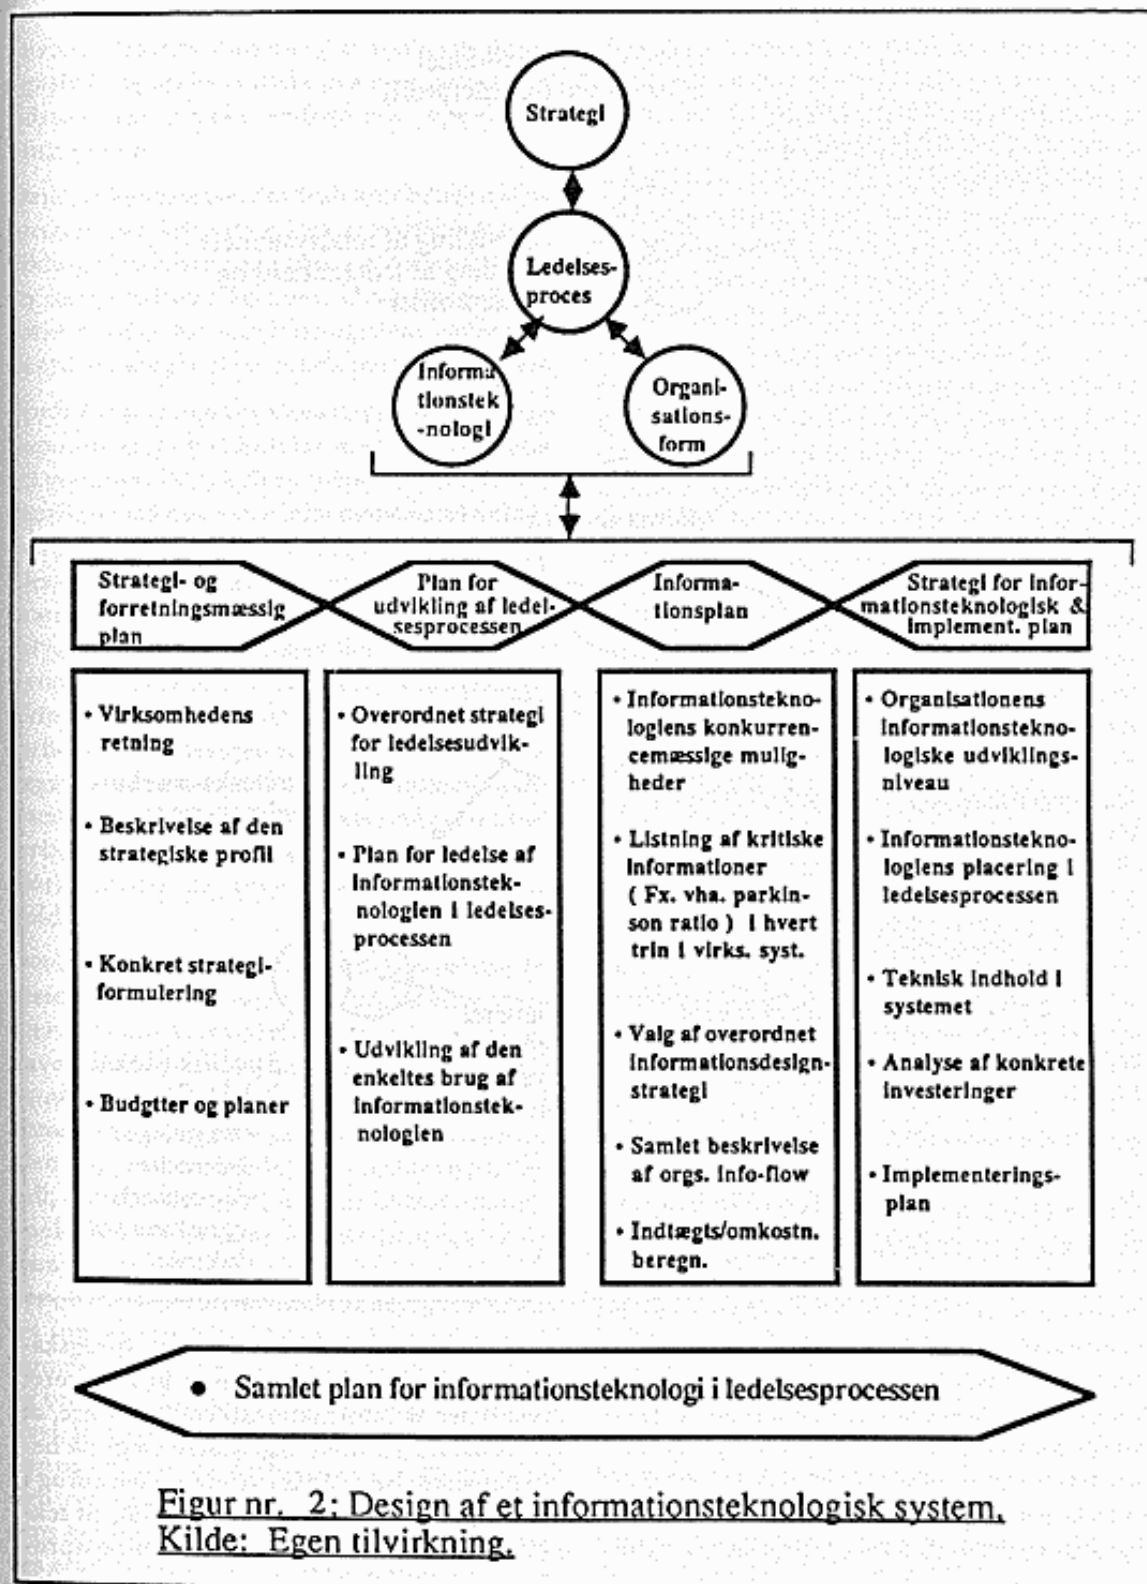 Strategi
Ledelses-
proces
Informa
tionstek
-nologi
Organi-
sations-
form
Strategi- og
forretningsmæssig
plan
Plan for
udvikling af ledel-
sesprocessen
Informa-
tionsplan
Strategi for infor-
mationsteknologisk &
implement. plan
• Virksomhedens
retning
• Beskrivelse af den
strategiske profil
• Konkret strategi-
formulering
• Budgtter og planer
• Overordnet strategi
for ledelsesudvik-
ling
• Plan for ledelse af
informationstek-
nologien i ledelses-
processen
• Udvikling af den
enkeltes brug af
informationstek-
nologien
• Informationstekno-
logiens konkurren-
cemæssige mulig-
heder
• Listning af kritiske
informationer
( Fx. vha. parkin-
son ratio ) i hvert
trin i virks. syst.
• Valg af overordnet
informationsdesign-
strategi
• Samlet beskrivelse
af orgs. info-flow
• Indtægts/omkostn.
beregn.
• Organisationens
informationstekno-
logiske udviklings-
niveau
• Informationstekno-
logiens placering i
ledelsesprocessen
• Teknisk indhold i
systemet
• Analyse af konkrete
investeringer
• Implementerings-
plan
• Samlet plan for informationsteknologi i ledelsesprocessen
Figur nr. 2: Design af et informationsteknologisk system.
Kilde: Egen tilvirkning.